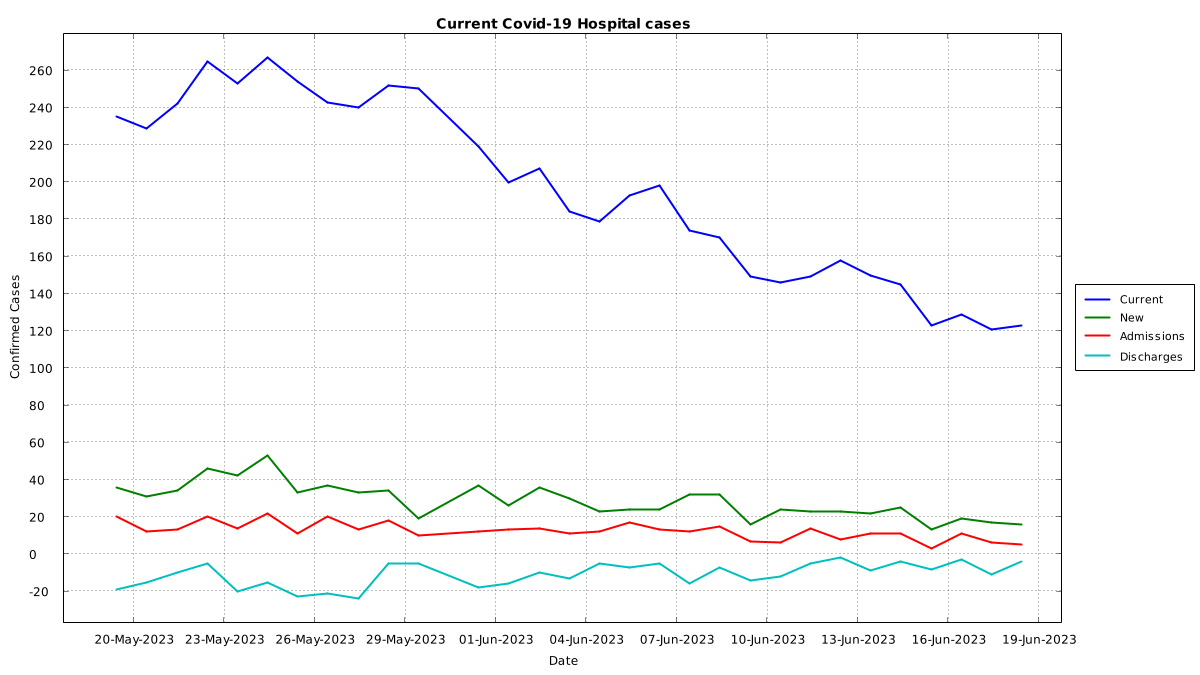 Current Covid-19 Hospital cases
260
240
220
200
180
160
140
120
100
80
60
40
20
0
-20
Confirmed Cases
20-May-2023 23-May-2023 26-May-2023 29-May-2023 01-Jun-2023 04-Jun-2023 07-Jun-2023 10-Jun-2023 13-Jun-2023 16-Jun-2023 19-Jun-2023
Date
Current
New
Admissions
Discharges